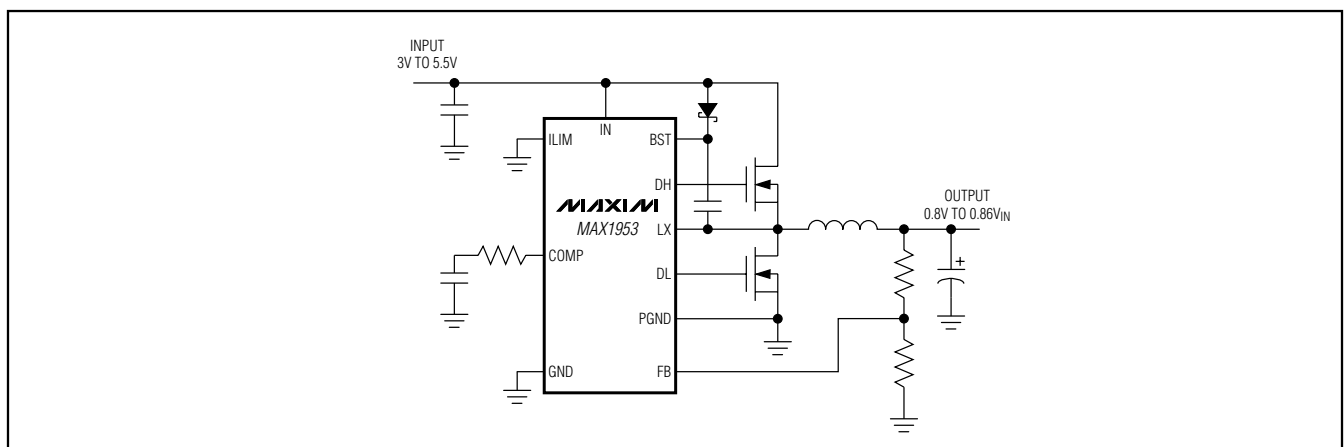 INPUT
3V TO 5.5V
IN
ILIM
BST
DH
MAXIM
MAX1953
LX
OUTPUT
0.8V TO 0.86VIN
COMP
DL
PGND
GND
FB
+